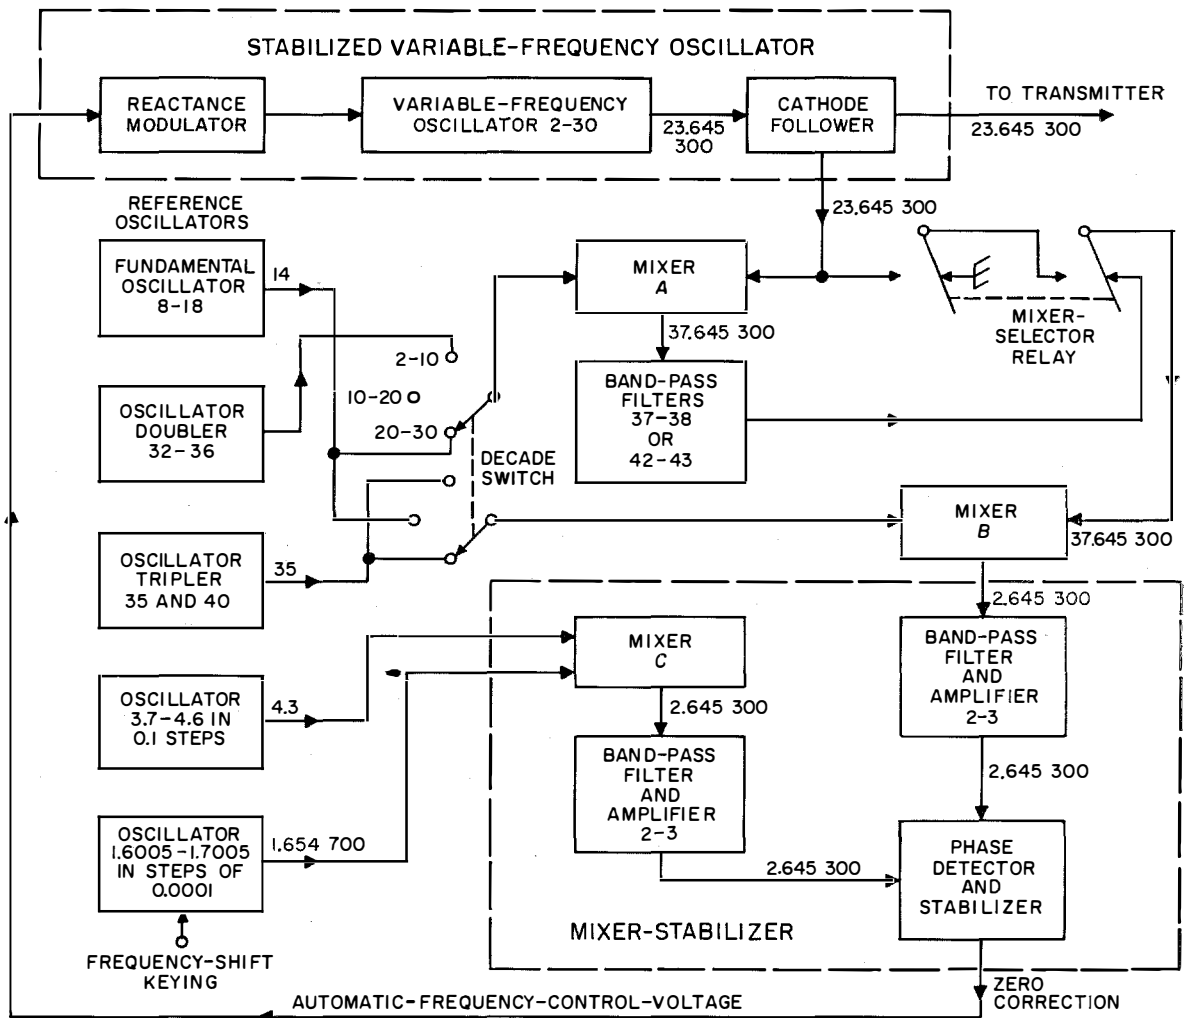 STABILIZED VARIABLE-FREQUENCY OSCILLATOR
REACTANCE
MODULATOR
VARIABLE-FREQUENCY
OSCILLATOR 2-30
23.645
300
CATHODE
FOLLOWER
TO TRANSMITTER
23.645 300
23.645 300
REFERENCE
OSCILLATORS
FUNDAMENTAL
OSCILLATOR
8-18
14
MIXER
A
MIXER-
SELECTOR
RELAY
37.645 300
2-10
10-20
20-30
BAND-PASS
FILTERS
37-38
OR
42-43
OSCILLATOR
DOUBLER
32-36
DECADE
SWITCH
MIXER
B
37.645 300
OSCILLATOR
TRIPLER
35 AND 40
35
2.645 300
MIXER
C
BAND-PASS
FILTER
AND
AMPLIFIER
2-3
OSCILLATOR
3.7-4.6 IN
0.1 STEPS
4.3
2.645 300
BAND-PASS
FILTER
AND
AMPLIFIER
2-3
2.645 300
OSCILLATOR
1.6005-1.7005
IN STEPS OF
0.0001
1.654 700
2.645 300
PHASE
DETECTOR
AND
STABILIZER
MIXER-STABILIZER
FREQUENCY-SHIFT
KEYING
ZERO
CORRECTION
AUTOMATIC-FREQUENCY-CONTROL-VOLTAGE